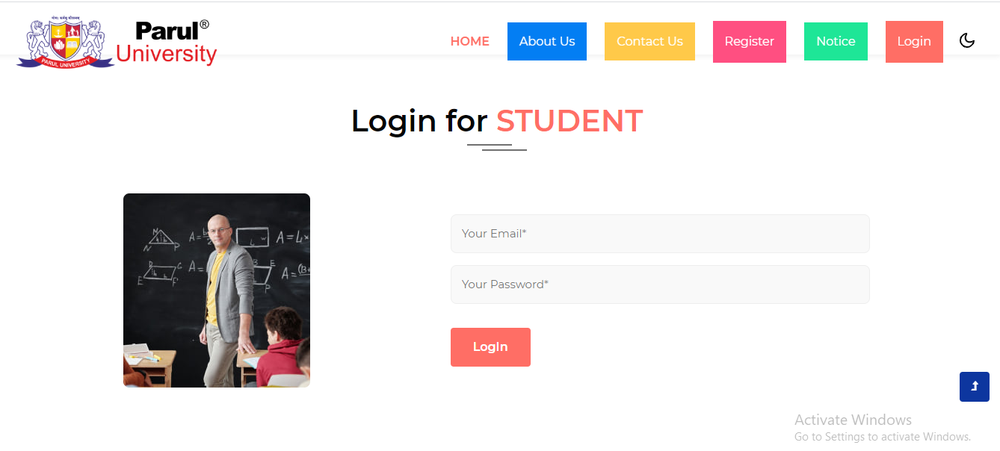 Parul®
University
PARUL UNIVERSITY
HOME
About Us
Contact Us
Register
Notice
Login
Login for STUDENT
Your Email*
Your Password*
LogIn
Activate Windows
Go to Settings to activate Windows.